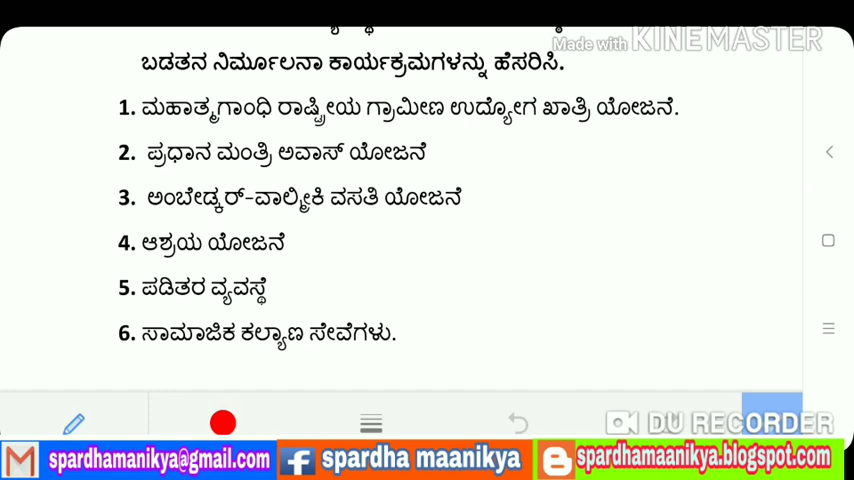 Made with KINEMASTER
ಬಡತನ ನಿರ್ಮೂಲನಾ ಕಾರ್ಯಕ್ರಮಗಳನ್ನು ಹೆಸರಿಸಿ.
1. ಮಹಾತ್ಮಗಾಂಧಿ ರಾಷ್ಟ್ರೀಯ ಗ್ರಾಮೀಣ ಉದ್ಯೋಗ ಖಾತ್ರಿ ಯೋಜನೆ.
2. ಪ್ರಧಾನ ಮಂತ್ರಿ ಅವಾಸ್ ಯೋಜನೆ
3. ಅಂಬೇಡ್ಕರ್-ವಾಲ್ಮೀಕಿ ವಸತಿ ಯೋಜನೆ
4. ಆಶ್ರಯ ಯೋಜನೆ
5. ಪಡಿತರ ವ್ಯವಸ್ಥೆ
6. ಸಾಮಾಜಿಕ ಕಲ್ಯಾಣ ಸೇವೆಗಳು.
DU RECORDER
spardhamanikya@gmail.com spardha maanikya spardhamaanikya.blogspot.com